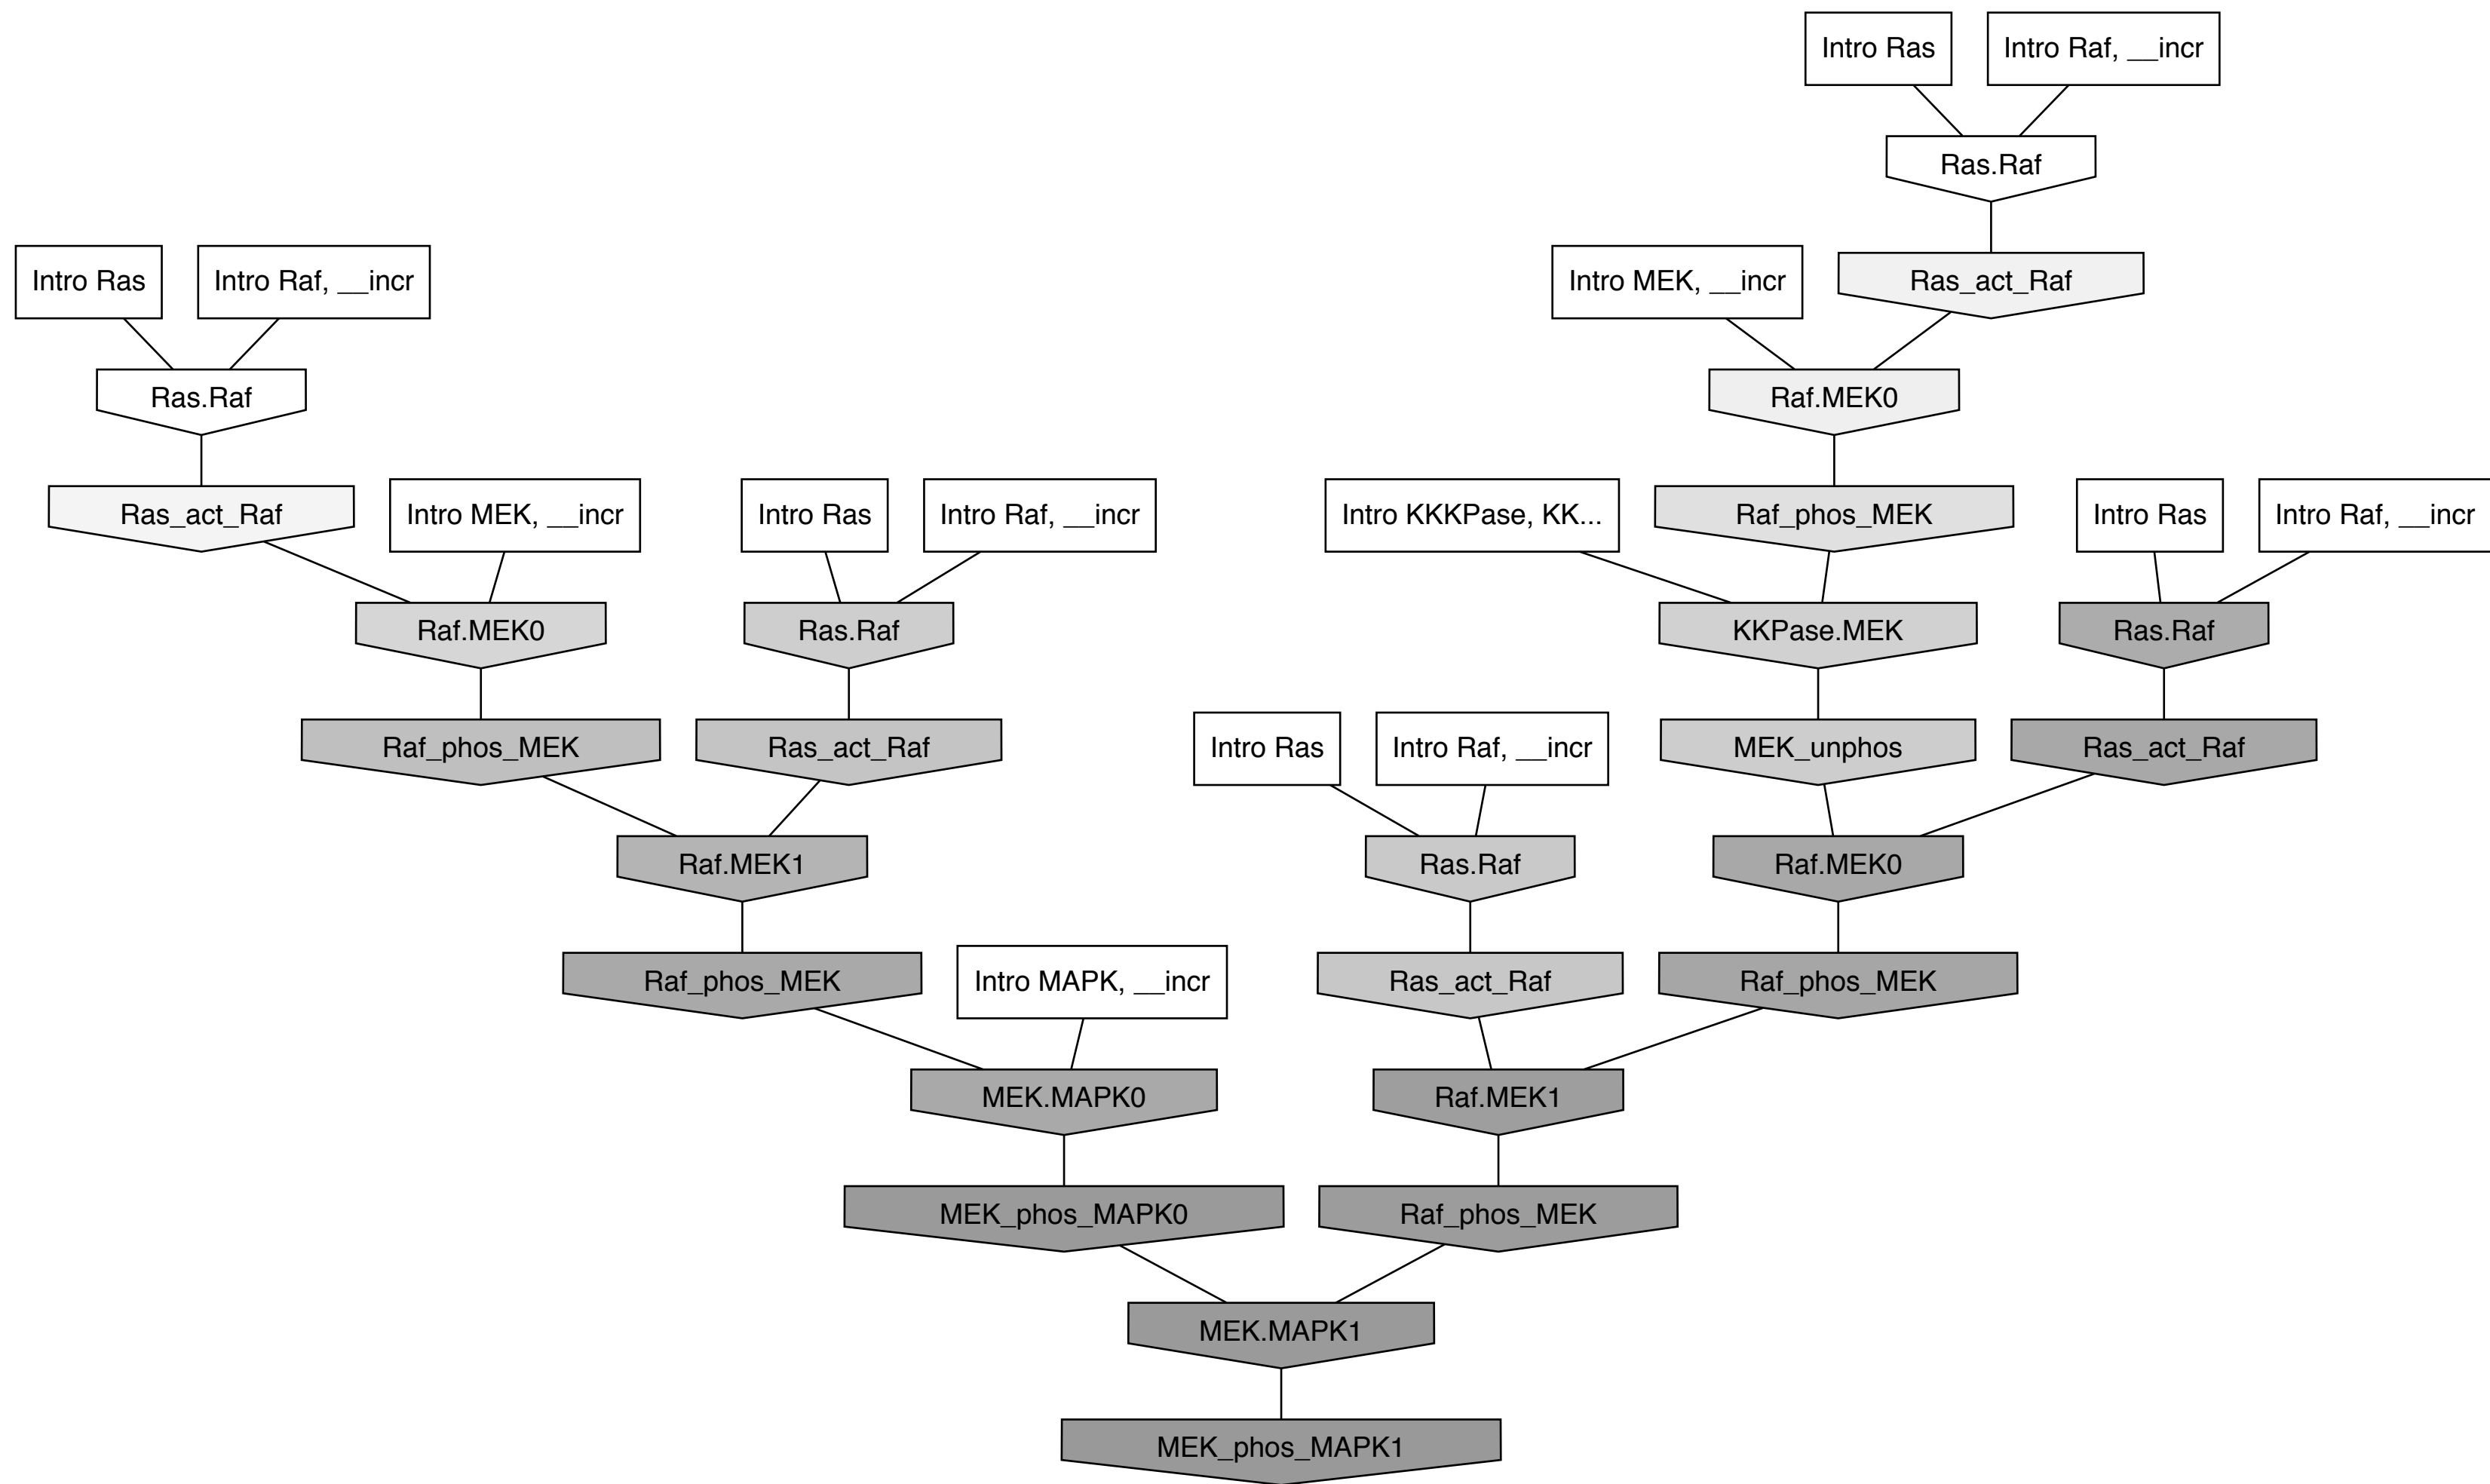 Intro Ras
Intro Raf, __incr
Ras.Raf
Intro Ras
Intro Raf, __incr
Intro MEK, __incr
Ras_act_Raf
Ras.Raf
Raf.MEK0
Ras_act_Raf
Intro MEK, __incr
Intro Ras
Intro Raf, __incr
Intro KKKPase, KK...
Raf_phos_MEK
Intro Ras
Intro Raf, __incr
Raf.MEK0
Ras.Raf
KKPase.MEK
Ras.Raf
Raf_phos_MEK
Ras_act_Raf
Intro Ras
Intro Raf, __incr
MEK_unphos
Ras_act_Raf
Raf.MEK1
Ras.Raf
Raf.MEK0
Raf_phos_MEK
Intro MAPK, __incr
Ras_act_Raf
Raf_phos_MEK
MEK.MAPK0
Raf.MEK1
MEK_phos_MAPK0
Raf_phos_MEK
MEK.MAPK1
MEK_phos_MAPK1